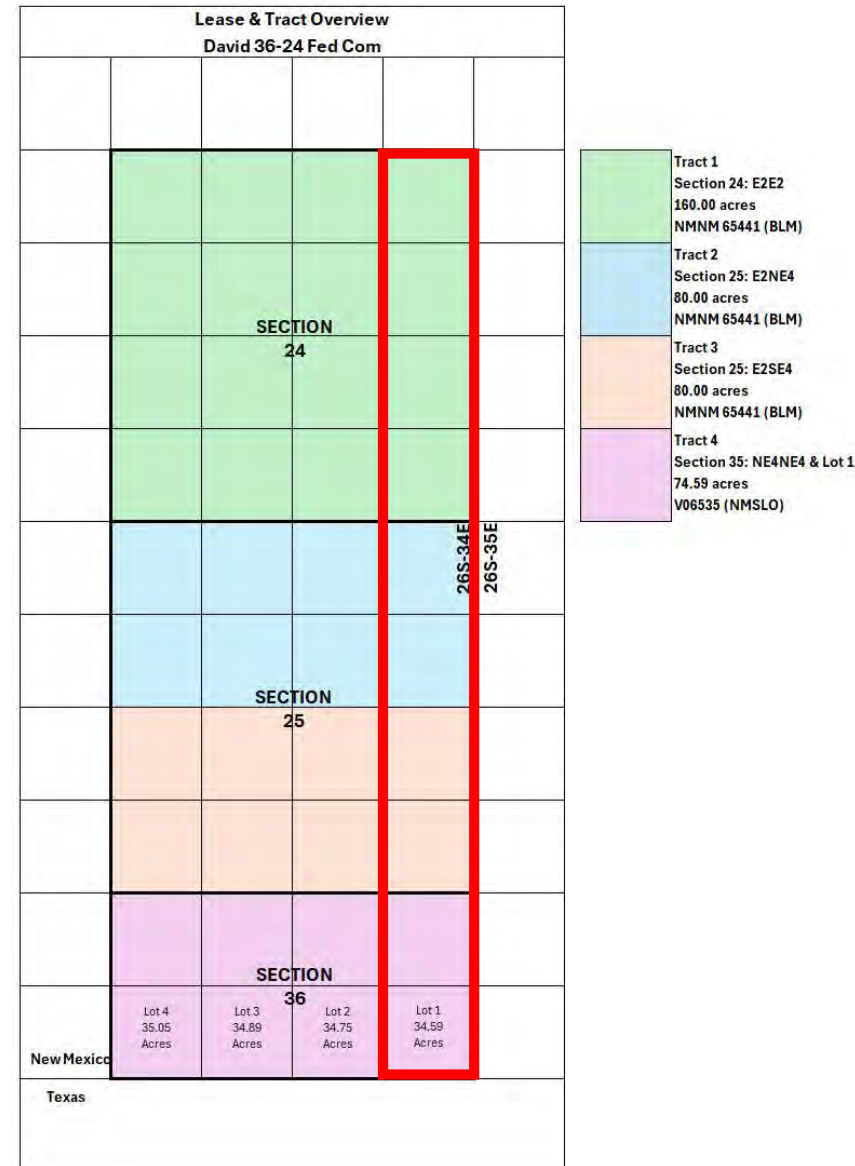 Lease & Tract Overview
David 36-24 Fed Com
Tract 1
Section 24: E2E2
160.00 acres
NMNM 65441 (BLM)
Tract 2
Section 25: E2NE4
80.00 acres
NMNM 65441 (BLM)
Tract 3
Section 25: E2SE4
80.00 acres
NMNM 65441 (BLM)
Tract 4
Section 35: NE4NE4 & Lot 1
74.59 acres
V06535 (NMSLO)
SECTION
24
26S-34E
26S-35E
SECTION
25
SECTION
36
Lot 4
35.05
Acres
Lot 3
34.89
Acres
Lot 2
34.75
Acres
Lot 1
34.59
Acres
New Mexico
Texas